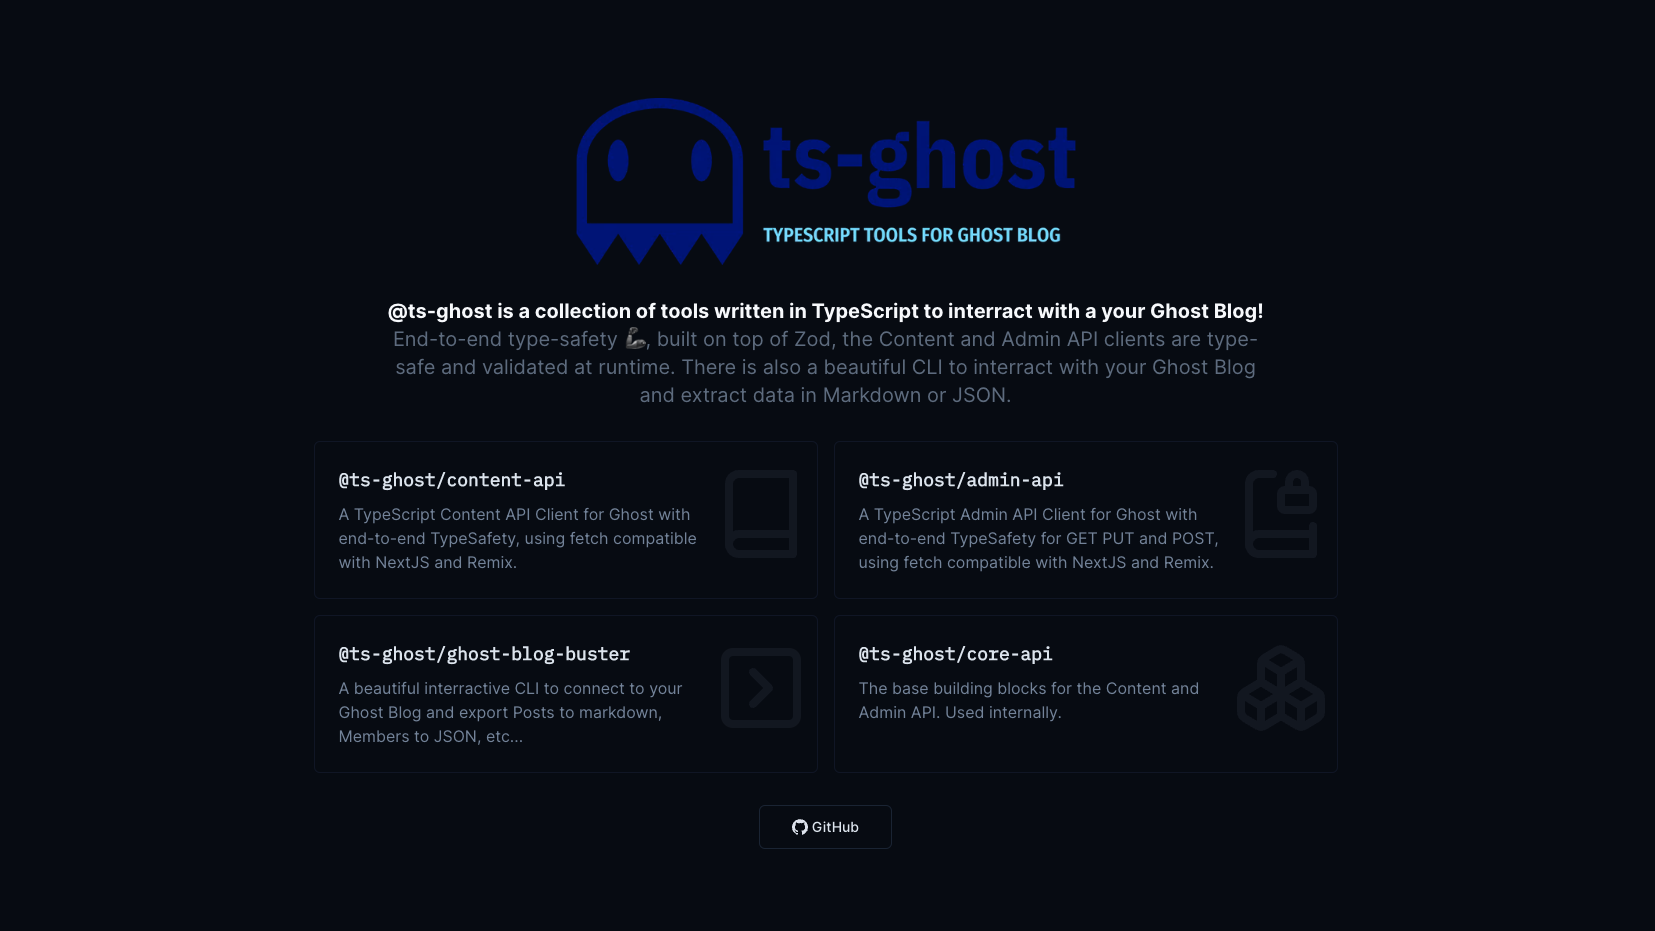 ts-ghost
TYPESCRIPT TOOLS FOR GHOST BLOG
@ts-ghost is a collection of tools written in TypeScript to interract with a your Ghost Blog!
End-to-end type-safety 🦾, built on top of Zod, the Content and Admin API clients are type-
safe and validated at runtime. There is also a beautiful CLI to interract with your Ghost Blog
and extract data in Markdown or JSON.
@ts-ghost/content-api
A TypeScript Content API Client for Ghost with
end-to-end TypeSafety, using fetch compatible
with NextJS and Remix.
@ts-ghost/admin-api
A TypeScript Admin API Client for Ghost with
end-to-end TypeSafety for GET PUT and POST,
using fetch compatible with NextJS and Remix.
@ts-ghost/ghost-blog-buster
A beautiful interractive CLI to connect to your
Ghost Blog and export Posts to markdown,
Members to JSON, etc...
@ts-ghost/core-api
The base building blocks for the Content and
Admin API. Used internally.
GitHub